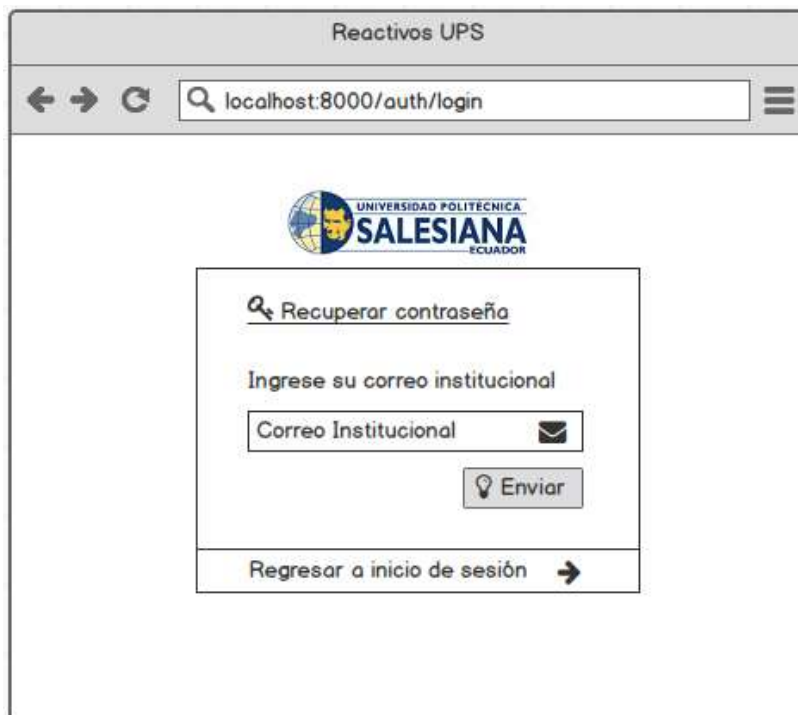 Reactivos UPS
localhost:8000/auth/login
UNIVERSIDAD POLITÉCNICA
SALESIANA
ECUADOR
Recuperar contraseña
Ingrese su correo institucional
Correo Institucional
Enviar
Regresar a inicio de sesión